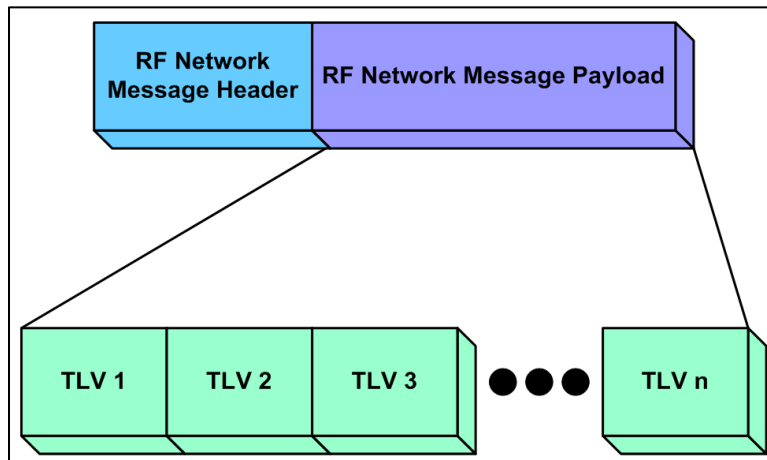 RF Network
Message Header
RF Network Message Payload
TLV 1
TLV 2
TLV 3
TLV n